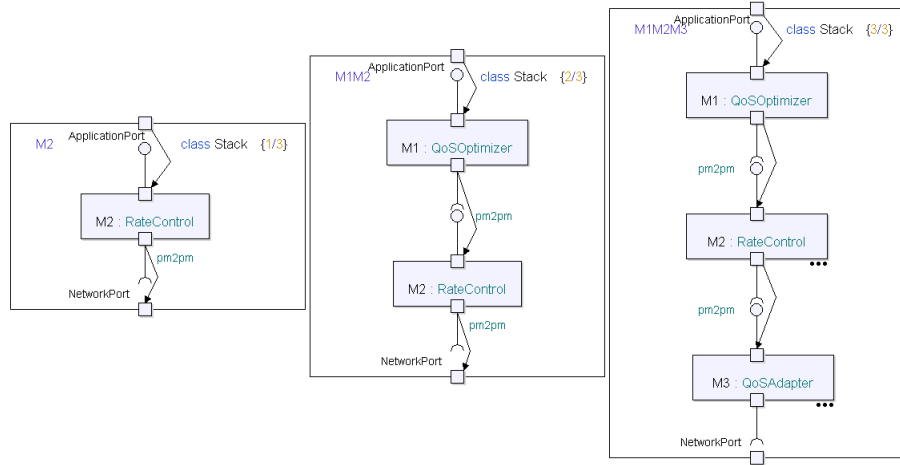 M2
ApplicationPort
class Stack {1/3}
M2 : RateControl
pm2pm
NetworkPort
M1M2
ApplicationPort
class Stack {2/3}
M1 : QoSOptimizer
pm2pm
M2 : RateControl
pm2pm
NetworkPort
ApplicationPort
M1M2M3
class Stack {3/3}
M1 : QoSOptimizer
pm2pm
M2 : RateControl
pm2pm
M3 : QoSAdapter
NetworkPort